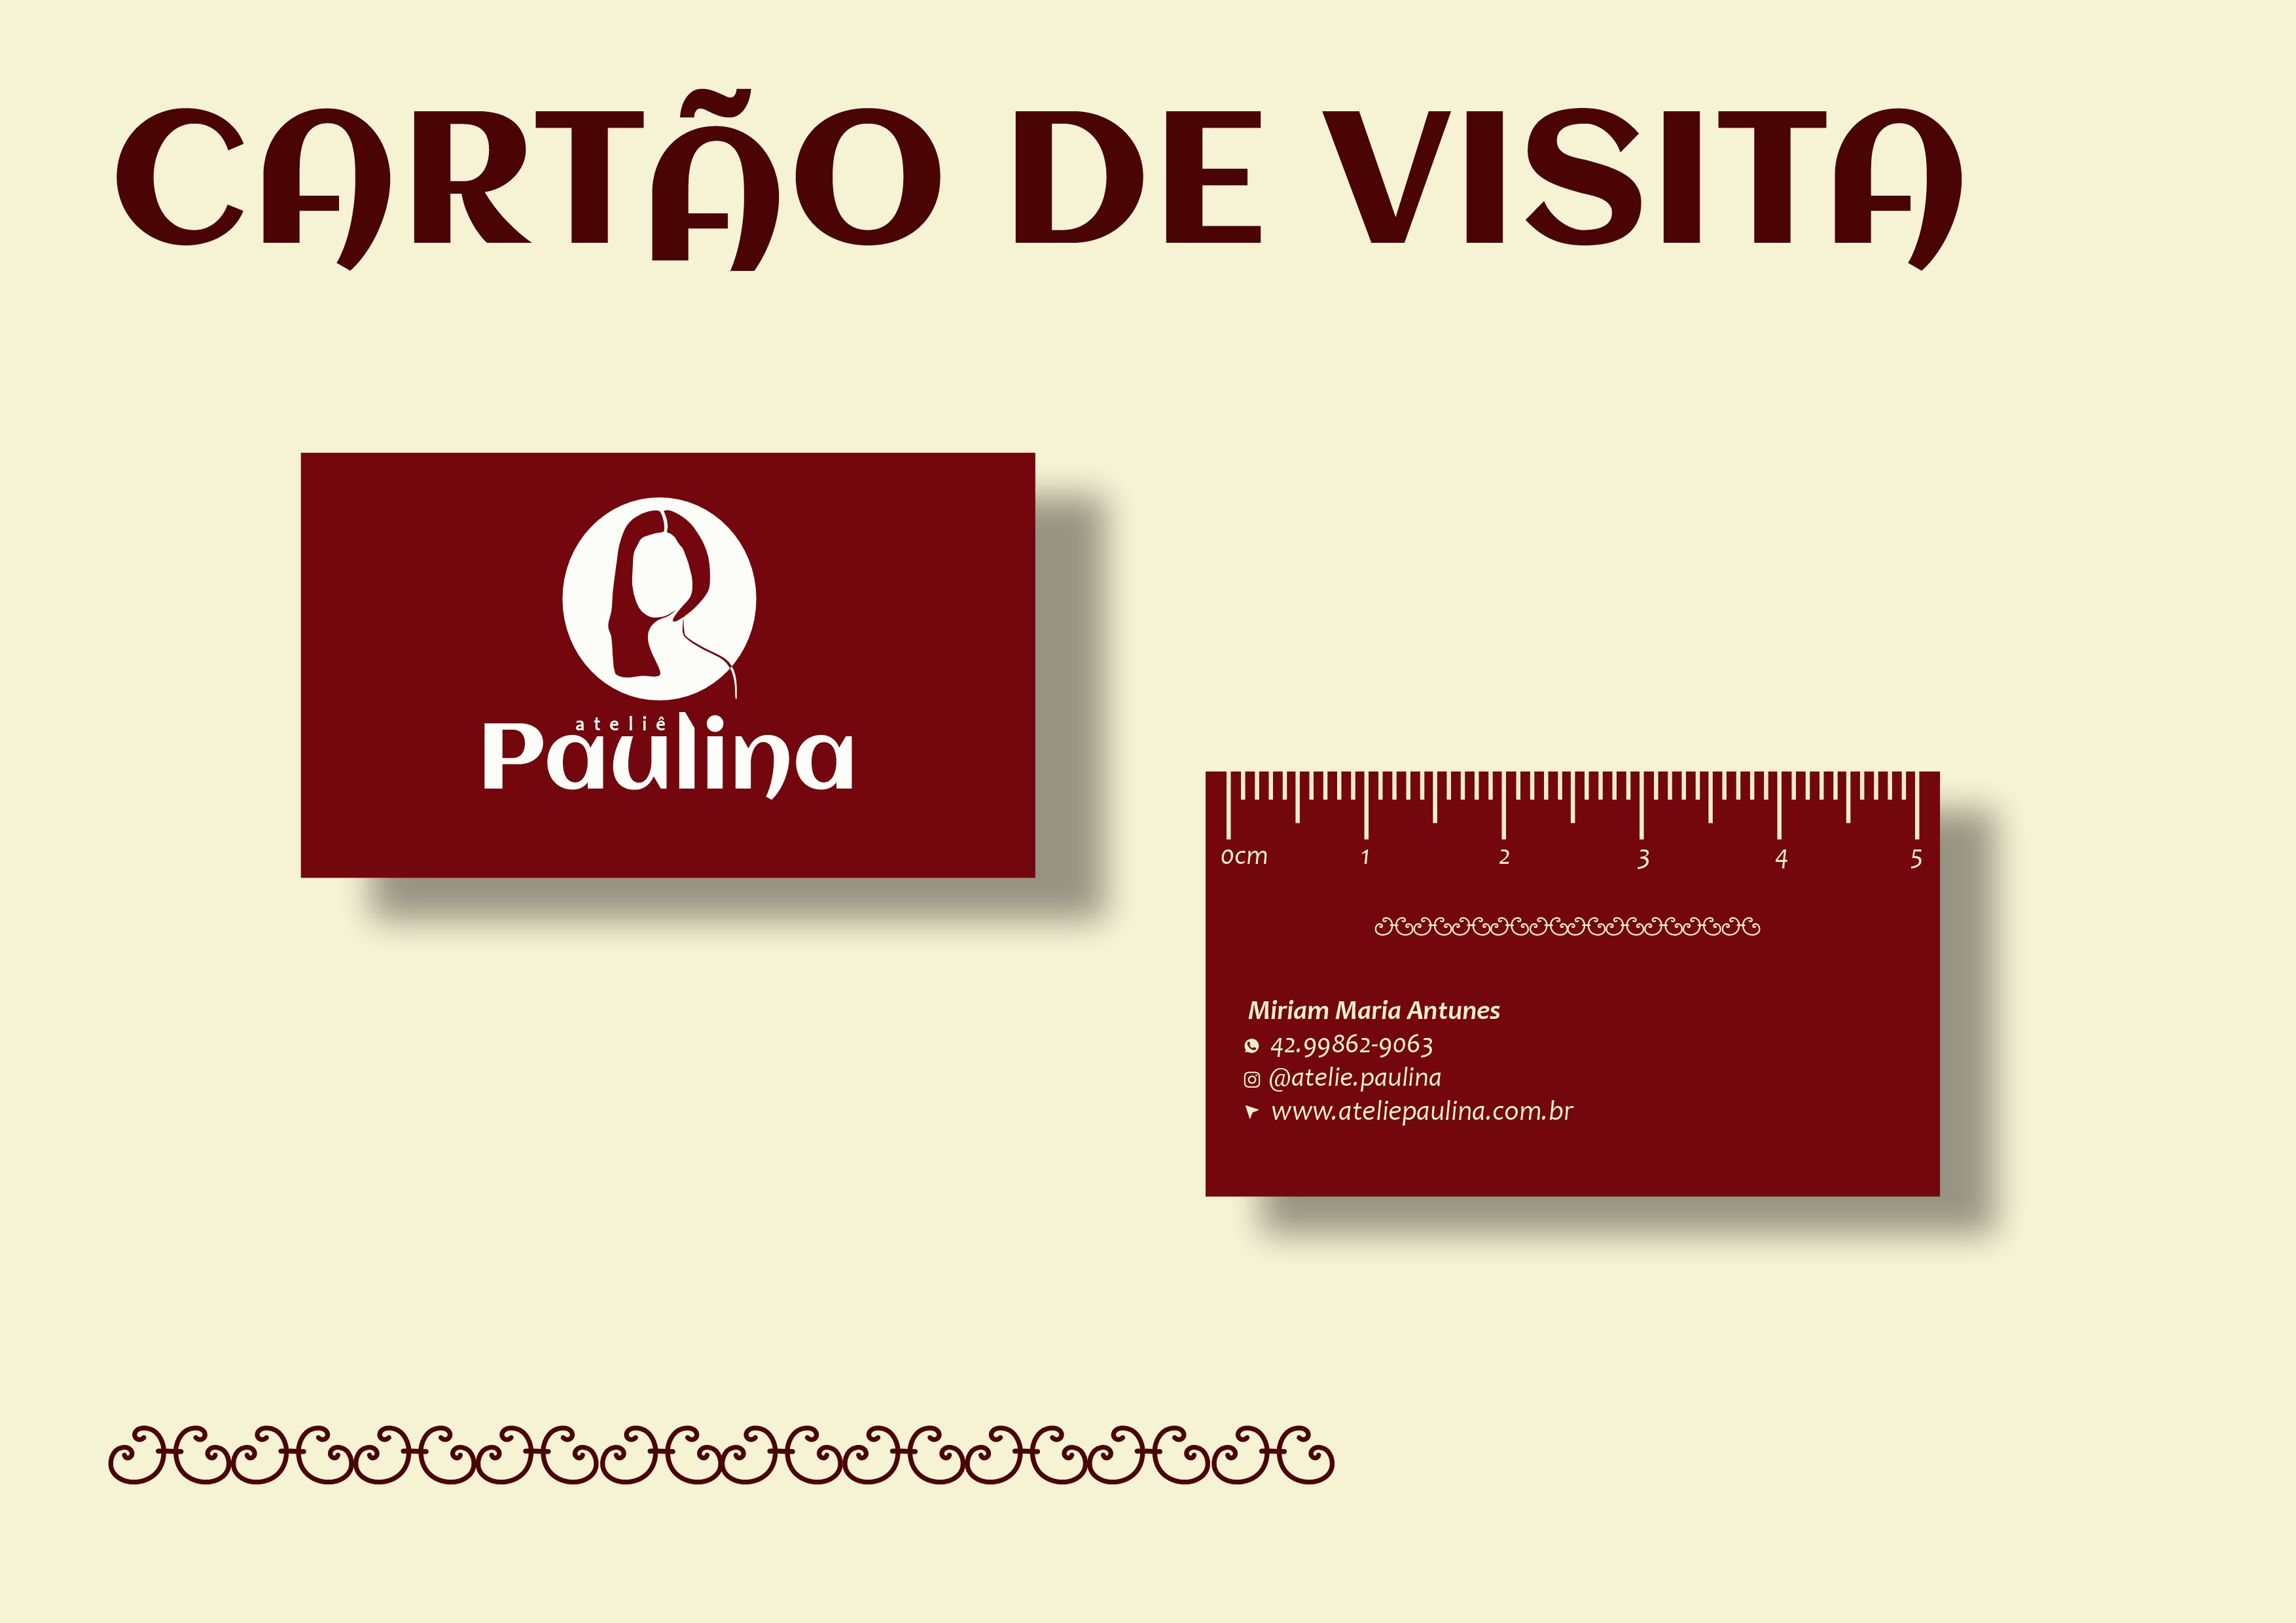 CARTÃO DE VISITA
ateliê
Paulina
0cm 1 2 3 4 5
Miriam Maria Antunes
42.99862-9063
@atelie.paulina
www.ateliepaulina.com.br